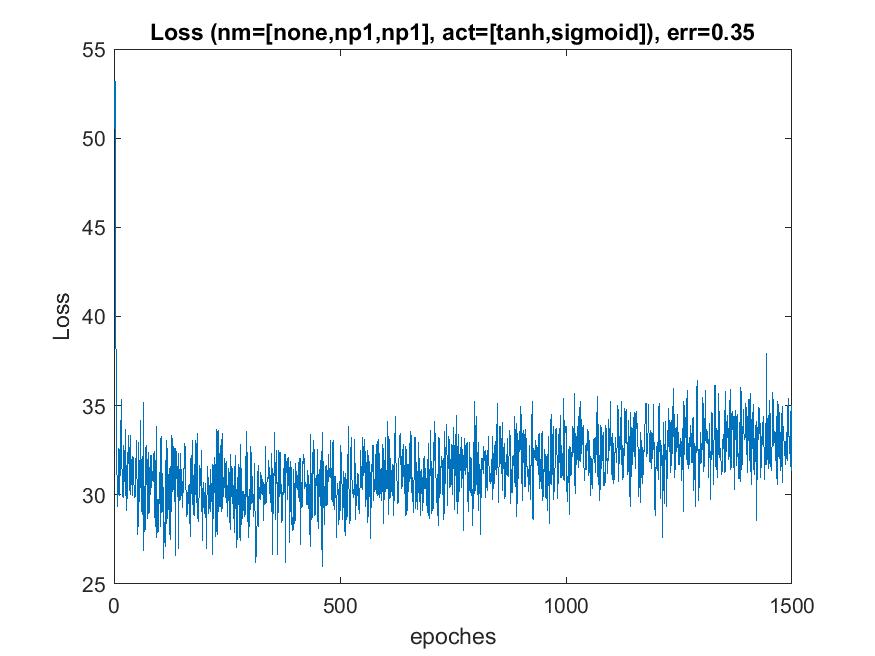 Loss (nm=[none,np1,np1], act=[tanh,sigmoid]), err=0.35
55
50
45
40
35
30
25
Loss
0 500 1000 1500
epoches